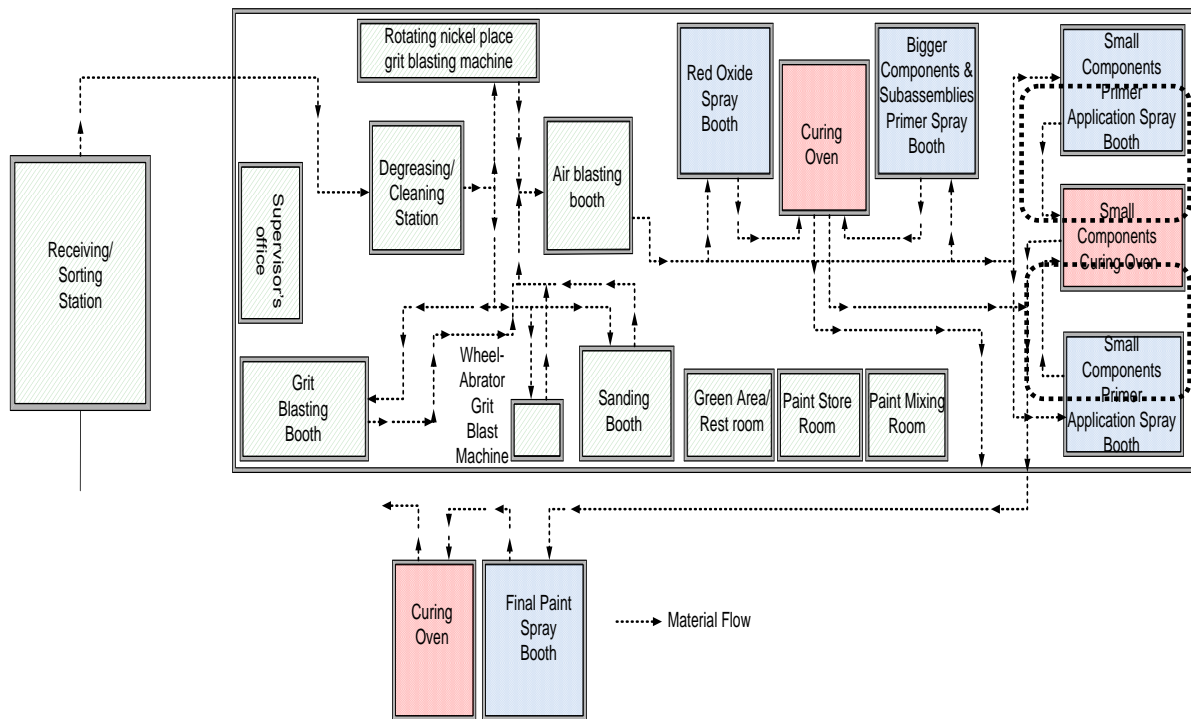 Rotating nickel place
grit blasting machine
Red Oxide
Spray
Booth
Curing
Oven
Bigger
Components &
Subassemblies
Primer Spray
Booth
Small
Components
Primer
Application Spray
Booth
Degreasing/
Cleaning
Station
Air blasting
booth
Receiving/
Sorting
Station
Supervisor's
office
Small
Components
Curing Oven
Grit
Blasting
Booth
Wheel-
Abrator
Grit
Blast
Machine
Sanding
Booth
Green Area/
Rest room
Paint Store
Room
Paint Mixing
Room
Small
Components
Primer
Application Spray
Booth
Curing
Oven
Final Paint
Spray
Booth
Material Flow